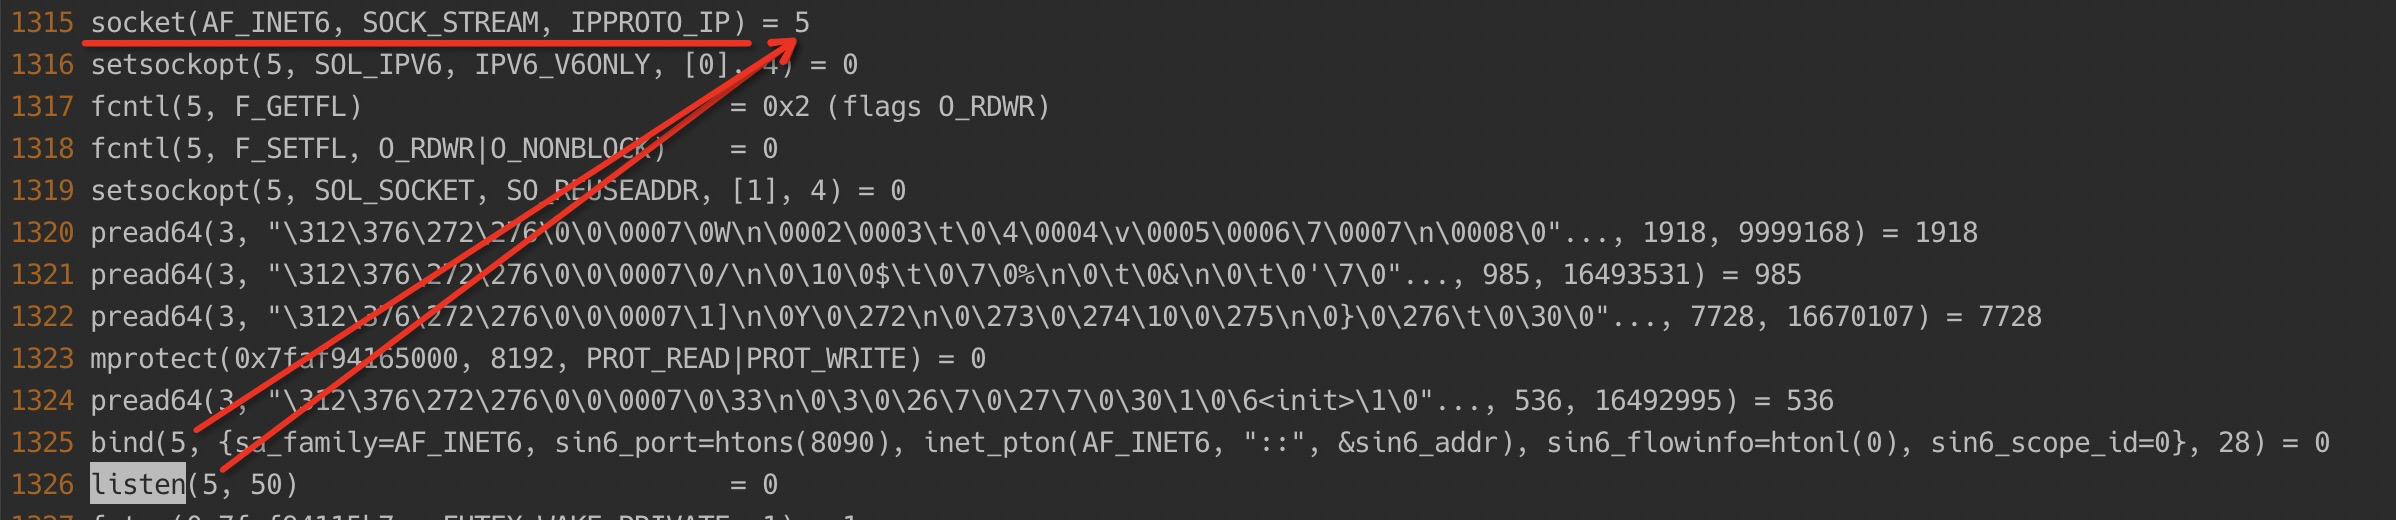 1315 socket(AF_INET6, SOCK_STREAM, IPPROTO_IP) = 5
1316 setsockopt(5, SOL_IPV6, IPV6_V6ONLY, [0], 4) = 0
1317 fcntl(5, F_GETFL) = 0x2 (flags O_RDWR)
1318 fcntl(5, F_SETFL, O_RDWR|O_NONBLOCK) = 0
1319 setsockopt(5, SOL_SOCKET, SO_REUSEADDR, [1], 4) = 0
1320 pread64(3, "\312\376\272\276\0\0\0007\0W\n\0002\0003\t\0\4\0004\v\0005\0006\7\0007\n\0008\0"..., 1918, 9999168) = 1918
1321 pread64(3, "\312\376\272\276\0\0\0007\0/\n\0\10\0$\t\0\7\0%\n\0\t\0&\n\0\t\0'\7\0"..., 985, 16493531) = 985
1322 pread64(3, "\312\376\272\276\0\0\0007\1]\n\0Y\0\272\n\0\273\0\274\10\0\275\n\0}\0\276\t\0\30\0"..., 7728, 16670107) = 7728
1323 mprotect(0x7faf94165000, 8192, PROT_READ|PROT_WRITE) = 0
1324 pread64(3, "\312\376\272\276\0\0\0007\0\33\n\0\3\0\26\7\0\27\7\0\30\1\0\6<init>\1\0"..., 536, 16492995) = 536
1325 bind(5, {sa_family=AF_INET6, sin6_port=htons(8090), inet_pton(AF_INET6, "::", &sin6_addr), sin6_flowinfo=htonl(0), sin6_scope_id=0}, 28) = 0
1326 listen(5, 50) = 0